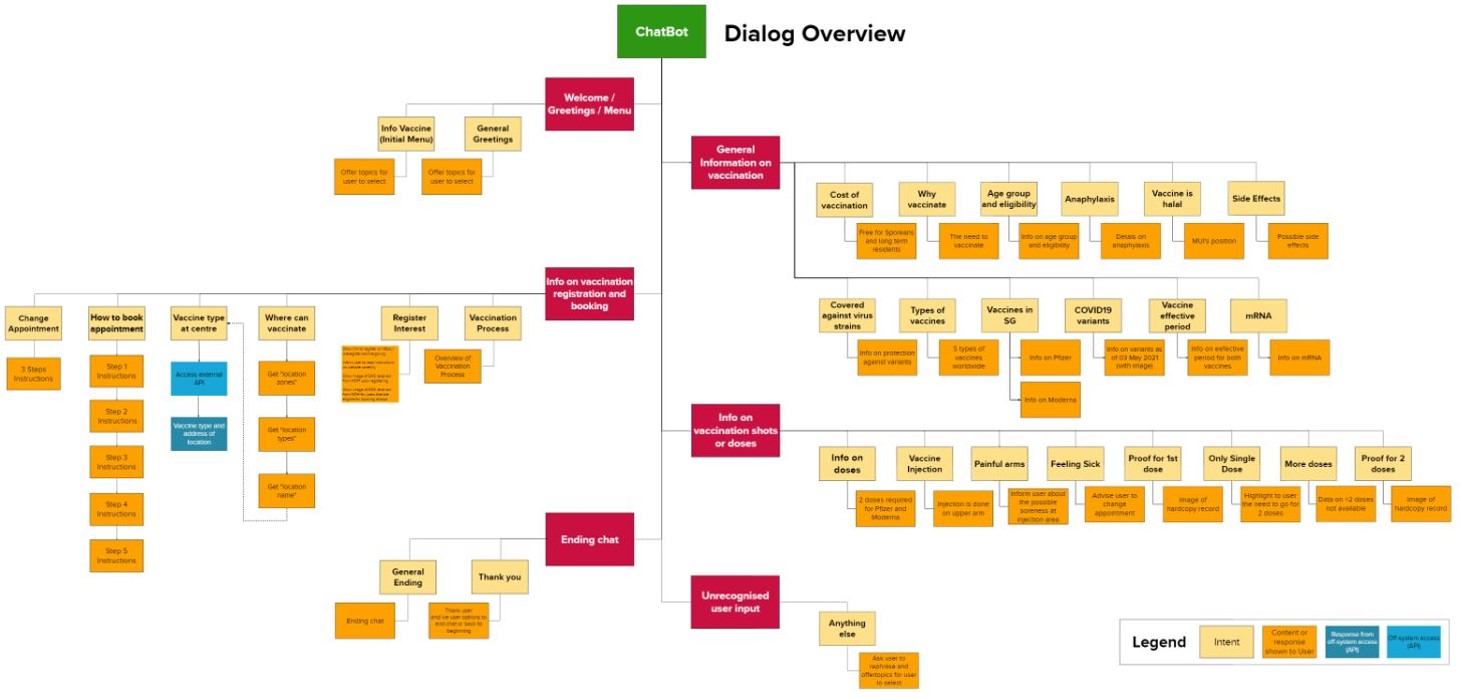 ChatBot
Dialog Overview
Welcome /
Greetings / Menu
Info Vaccine
(Initial Menu)
General
Greetings
Offer topics for
user to select
Offer topics for
user to select
General
Information on
vaccination
Cost of
vaccination
Why
vaccinate
Age group
and eligibility
Anaphylaxis
Vaccine is
halal
Side Effects
Free for Sporeans
and long term
residents
The need to
vaccinate
Info on age group
and eligibility
Details on
anaphylaxis
MUI's position
Possible side
effects
Covered
against virus
strains
Types of
vaccines
Vaccines in
SG
COVID19
variants
Vaccine
effective
period
mRNA
Info on protection
against variants
5 types of
vaccines
worldwide
Info on Pfizer
Info on variants as
of 03 May 2021
(with image)
Info on eefective
period for both
vaccines
Info on mRNA
Info on Moderna
Info on vaccination
registration and
booking
Change
Appointment
How to book
appointment
Vaccine type
at centre
Where can
vaccinate
Register
Interest
Vaccination
Process
3 Steps
Instructions
Step 1
Instructions
Step 2
Instructions
Step 3
Instructions
Step 4
Instructions
Step 5
Instructions
Access external
API
Vaccine type and
address of
location
Get "location
zones"
Get "location
types"
Get "location
name"
Overview of
Vaccination
Process
Info on
vaccination shots
or doses
Info on
doses
Vaccine
Injection
Painful arms
Feeling Sick
Proof for 1st
dose
Only Single
Dose
More doses
Proof for 2
doses
2 doses required
for Pfizer and
Moderna
Injection is done
on upper arm
Inform user about
the possible
soreness at
injection area
Advise user to
change
appointment
Image of
hardcopy record
Highlight to user
the need to go for
2 doses
Data on >2 doses
not available
Image of
hardcopy record
Ending chat
General
Ending
Thank you
Ending chat
Thank user
and options to
end chat or back to
beginning
Unrecognised
user input
Anything
else
Ask user to
rephrase and
offertopics for user
to select
Legend
Intent
Content or
response
shown to User
Response from
off-system access
(API)
Off-system access
(API)